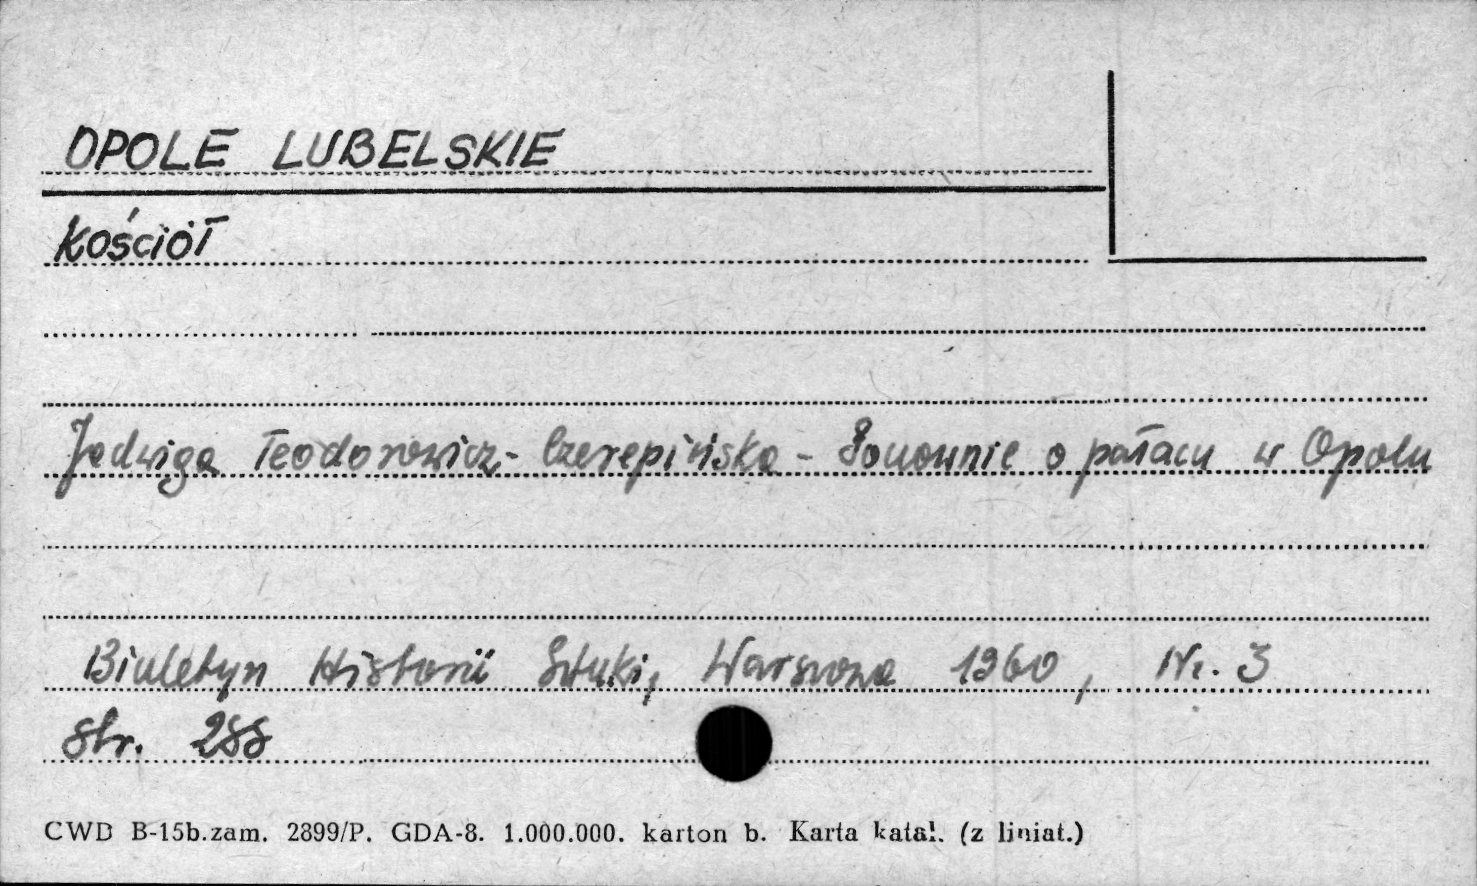 OPOLE LUBELSKIE
kościół
Jadwiga Teodorowicz-Czerepińska - Ponownie o pałacu w Opolu
Biuletyn Historii Sztuki, Warszawa 1960, Nr. 3
str. 288
CWD B-15b.zam. 2899/P. GDA-8. 1.000.000. karton b. Karta katal. (z liniat.)